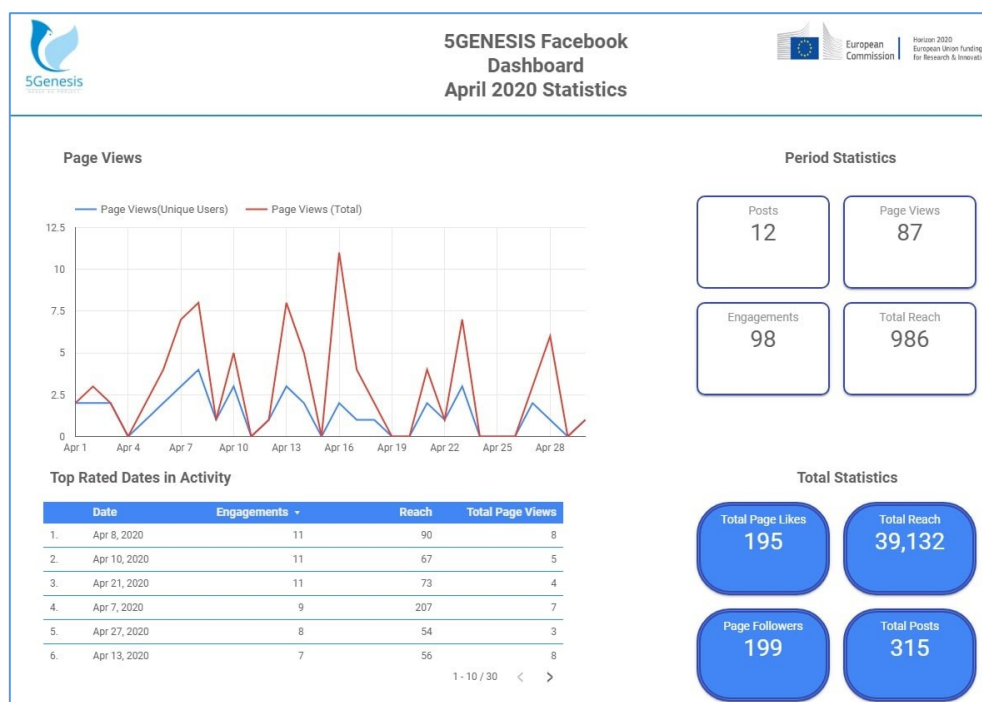 5Genesis
5GENESIS Facebook
Dashboard
April 2020 Statistics
European
Commission
Horizon 2020
European Union funding
for Research &
Page Views
Page Views(Unique Users)
Page Views (Total)
12.5
10
7.5
5
2.5
0
Apr 1 Apr 4 Apr 7 Apr 10 Apr 13 Apr 16 Apr 19 Apr 22 Apr 25 Apr 28
Period Statistics
Posts
12
Page Views
87
Engagements
98
Total Reach
986
Top Rated Dates in Activity
Date Engagements Reach Total Page Views
1. Apr 8, 2020 11 90 8
2. Apr 10, 2020 11 67 5
3. Apr 21, 2020 11 73 4
4. Apr 7, 2020 9 207 7
5. Apr 27, 2020 8 54 3
6. Apr 13, 2020 7 56 8
1 - 10 / 30 < >
Total Statistics
Total Page Likes
195
Total Reach
39,132
Page Followers
199
Total Posts
315